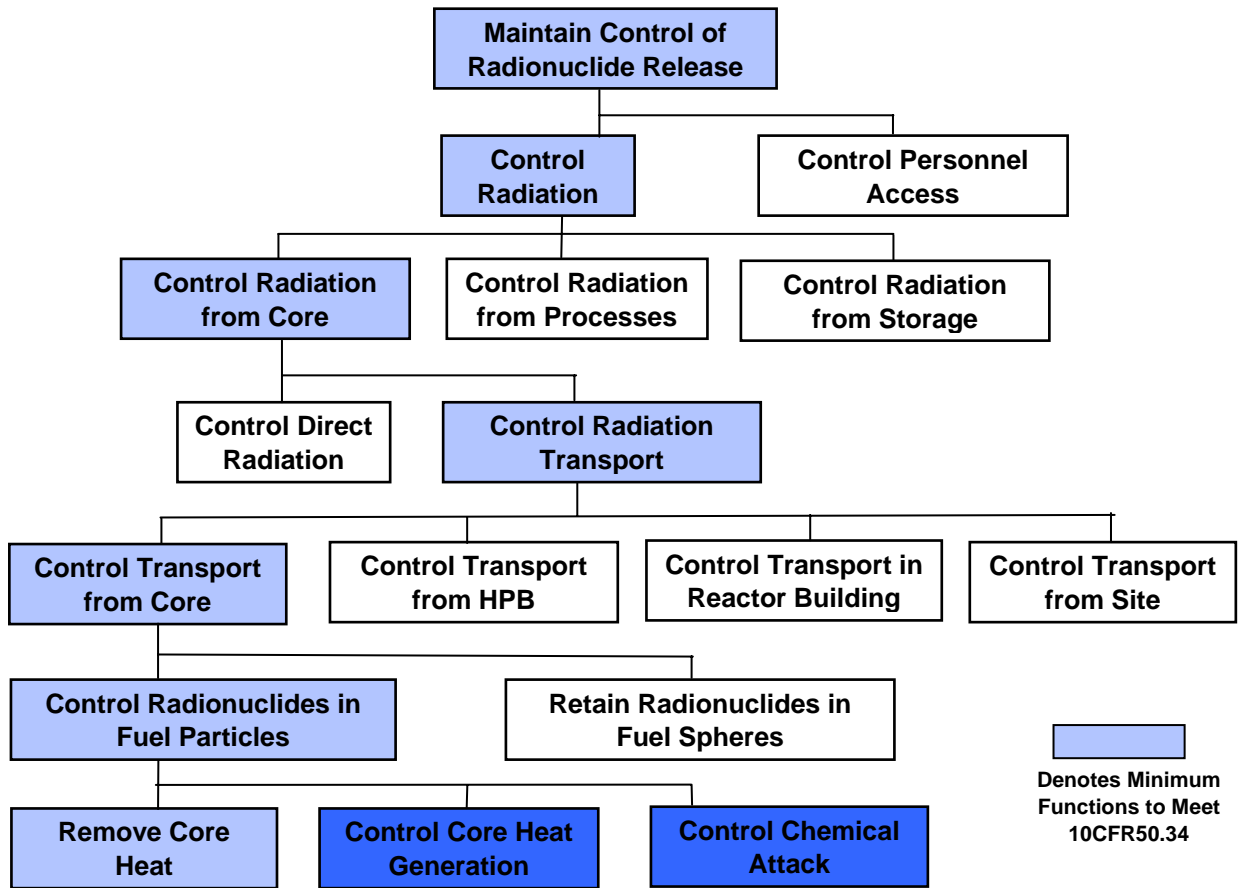 Maintain Control of
Radionuclide Release
Control
Radiation
Control Personnel
Access
Control Radiation
from Core
Control Radiation
from Processes
Control Radiation
from Storage
Control Direct
Radiation
Control Radiation
Transport
Control Transport
from Core
Control Transport
from HPB
Control Transport in
Reactor Building
Control Transport
from Site
Control Radionuclides in
Fuel Particles
Retain Radionuclides in
Fuel Spheres
Remove Core
Heat
Control Core Heat
Generation
Control Chemical
Attack
Denotes Minimum
Functions to Meet
10CFR50.34